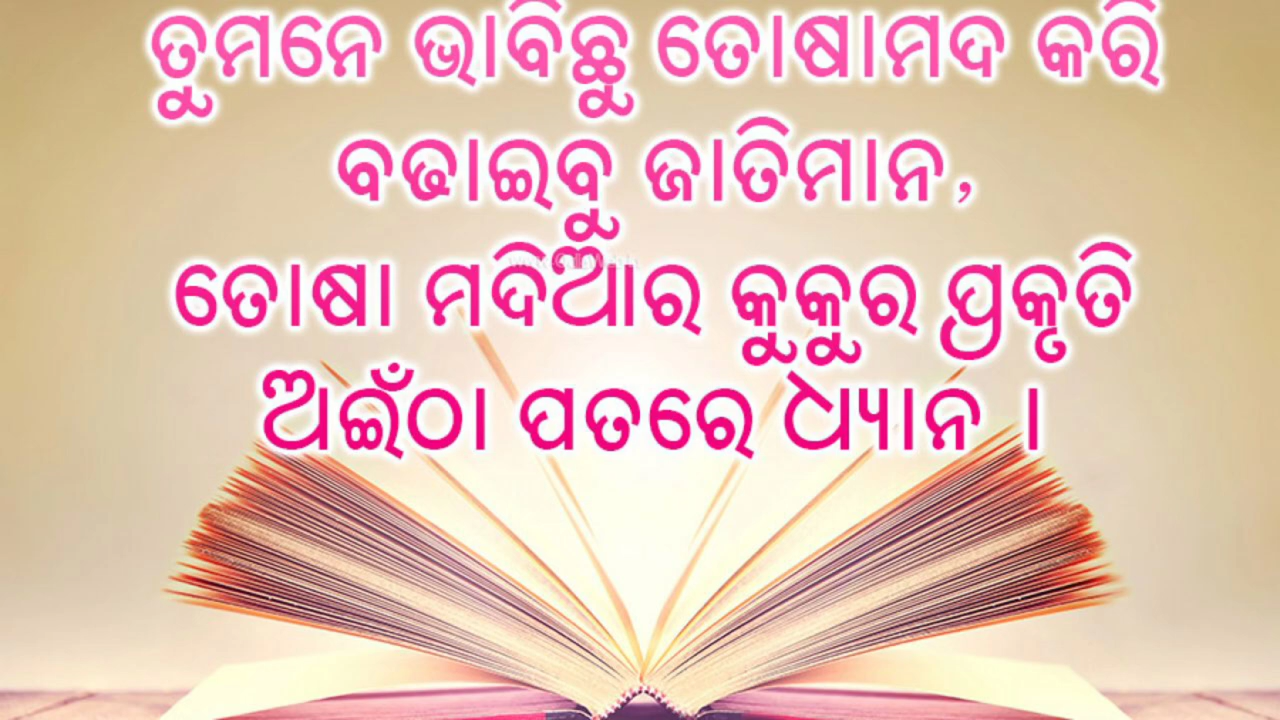 ତୁମନେ ଭାବିଛୁ ତୋଷାମଦ କରି
ବଢାଇବୁ ଜାତିମାନ,
ତୋଷା ମଦିଆର କୁକୁର ପ୍ରକୃତି
ଅଇଁଠା ପତରେ ଧ୍ୟାନ ।